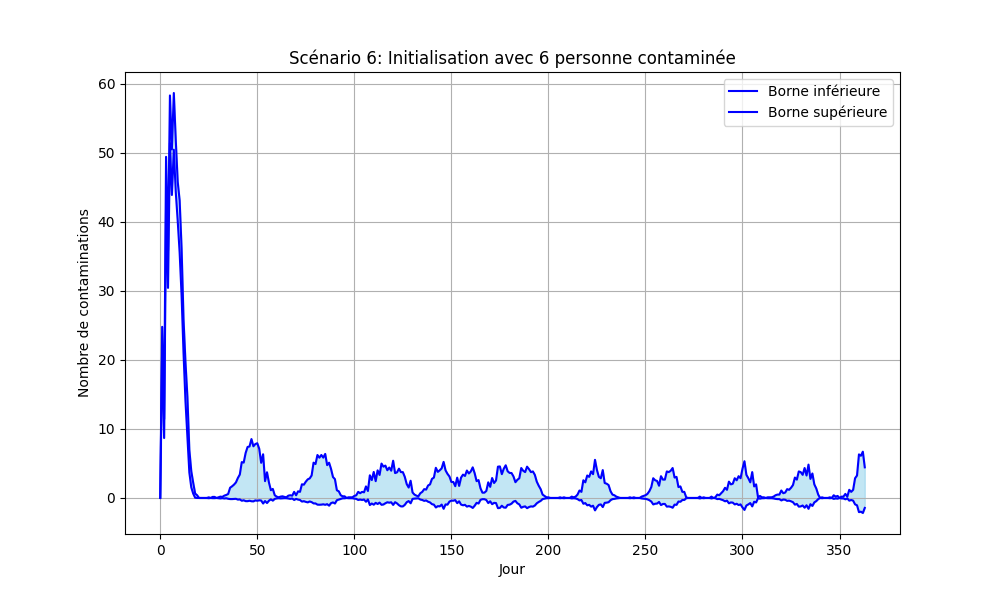 Scénario 6: Initialisation avec 6 personne contaminée
Borne inférieure
Borne supérieure
Nombre de contaminations
60
50
40
30
20
10
0
0 50 100 150 200 250 300 350
Jour